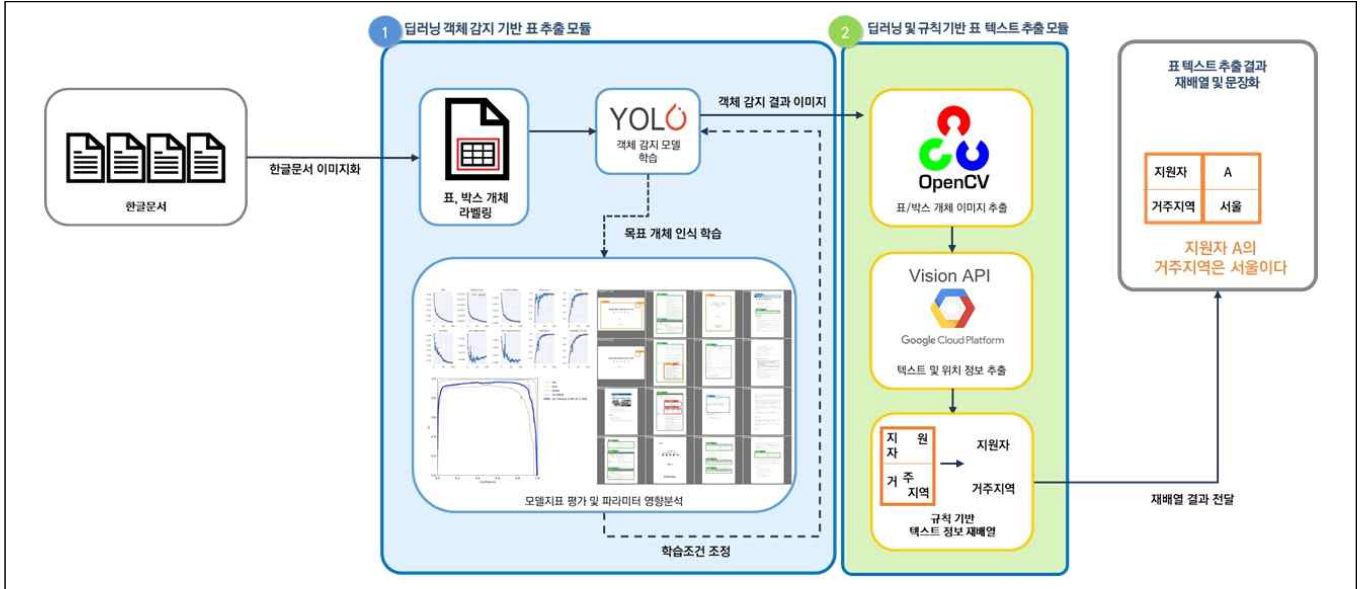 1 딥러닝 객체 감지 기반 표 추출 모듈
2 딥러닝 및 규칙기반 표 텍스트 추출 모듈
한글문서
한글문서 이미지화
표, 박스 개체
라벨링
YOLO
객체 감지 모델
학습
객체 감지 결과 이미지
목표 개체 인식 학습
모델지표 평가 및 파라미터 영향분석
학습조건 조정
OpenCV
표/박스 개체 이미지 추출
Vision API
Google Cloud Platform
텍스트 및 위치 정보 추출
지 원
자
거 주
지역
지원자
거주지역
규칙 기반
텍스트 정보 재배열
재배열 결과 전달
표 텍스트 추출 결과
재배열 및 문장화
지원자 A
거주지역 서울
지원자 A의
거주지역은 서울이다